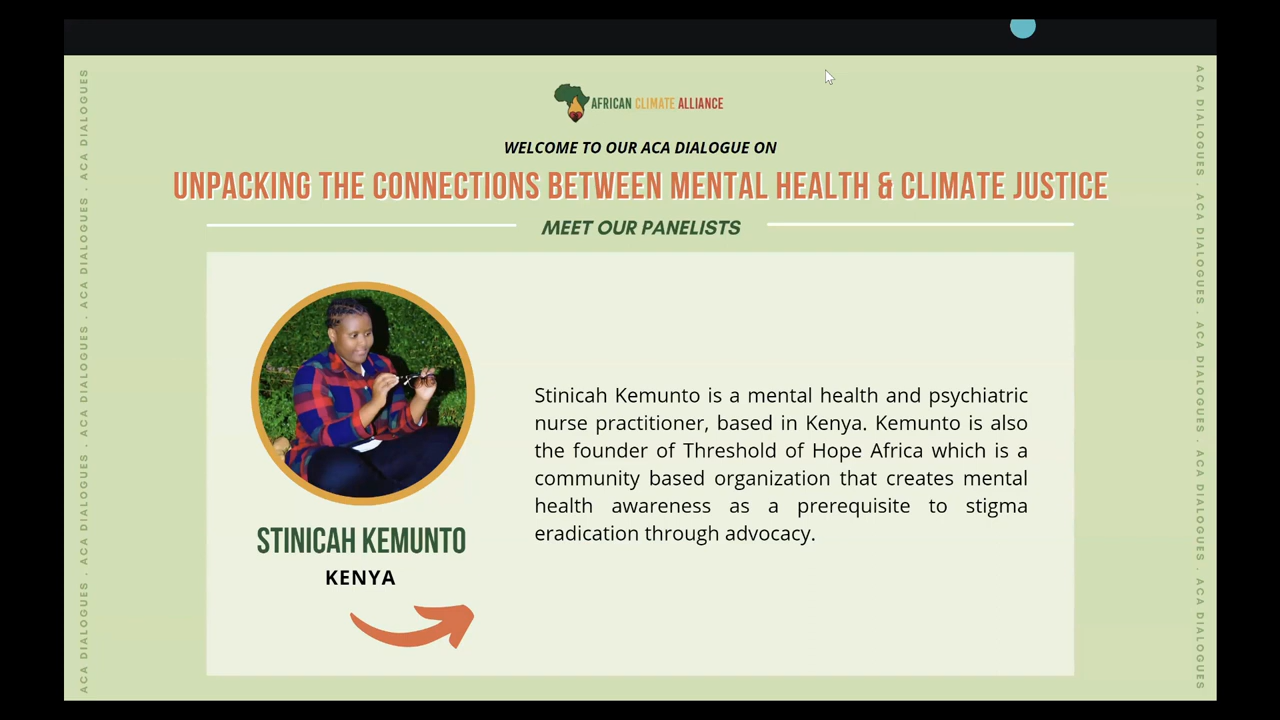 AFRICAN CLIMATE ALLIANCE
WELCOME TO OUR ACA DIALOGUE ON
UNPACKING THE CONNECTIONS BETWEEN MENTAL HEALTH & CLIMATE JUSTICE
MEET OUR PANELISTS
STINICAH KEMUNTO
KENYA
Stinicah Kemunto is a mental health and psychiatric
nurse practitioner, based in Kenya. Kemunto is also
the founder of Threshold of Hope Africa which is a
community based organization that creates mental
health awareness as a prerequisite to stigma
eradication through advocacy.
ACA DIALOGUES . ACA DIALOGUES . ACA DIALOGUES . ACA DIALOGUES . ACA DIALOGUES
ACA DIALOGUES . ACA DIALOGUES . ACA DIALOGUES . ACA DIALOGUES . ACA DIALOGUES